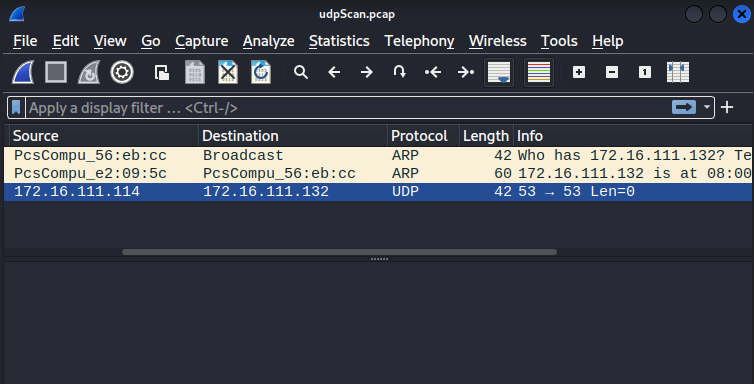 udpScan.pcap
File Edit View Go Capture Analyze Statistics Telephony Wireless Tools Help
Apply a display filter … <Ctrl-/>
Source Destination Protocol Length Info
PcsCompu_56:eb:cc Broadcast ARP 42 Who has 172.16.111.132? Te
PcsCompu_e2:09:5c PcsCompu_56:eb:cc ARP 60 172.16.111.132 is at 08:00
172.16.111.114 172.16.111.132 UDP 42 53 → 53 Len=0